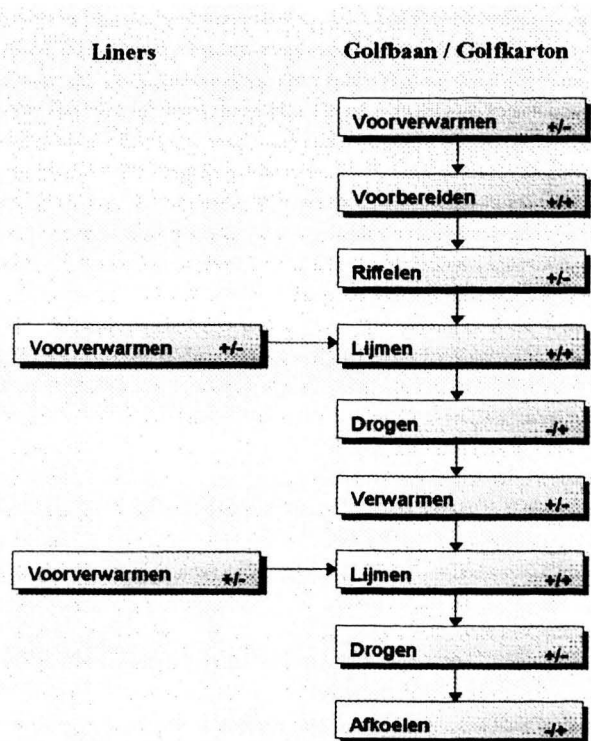 Liners Golfbaan / Golfkarton
Voorverwarmen +/-
Voorbereiden +/+
Riffelen +/-
Voorverwarmen +/- Lijmen +/+
Drogen -/+
Verwarmen +/-
Voorverwarmen +/- Lijmen +/+
Drogen +/-
Afkoelen -/+